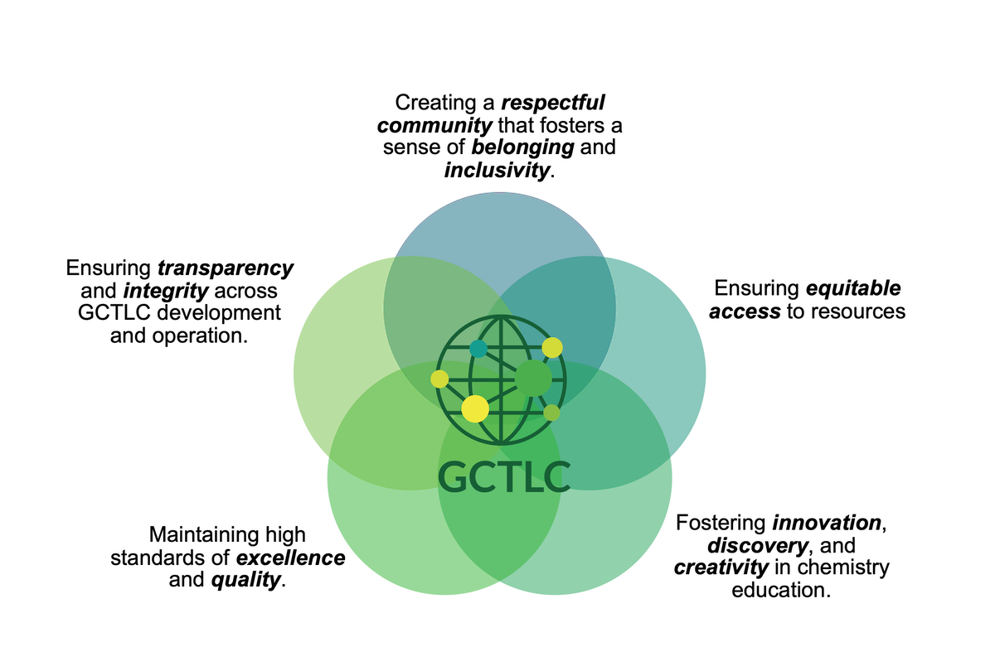 Creating a respectful
community that fosters a
sense of belonging and
inclusivity.
Ensuring transparency
and integrity across
GCTLC development
and operation.
Ensuring equitable
access to resources
GCTLC
Maintaining high
standards of excellence
and quality.
Fostering innovation,
discovery, and
creativity in chemistry
education.